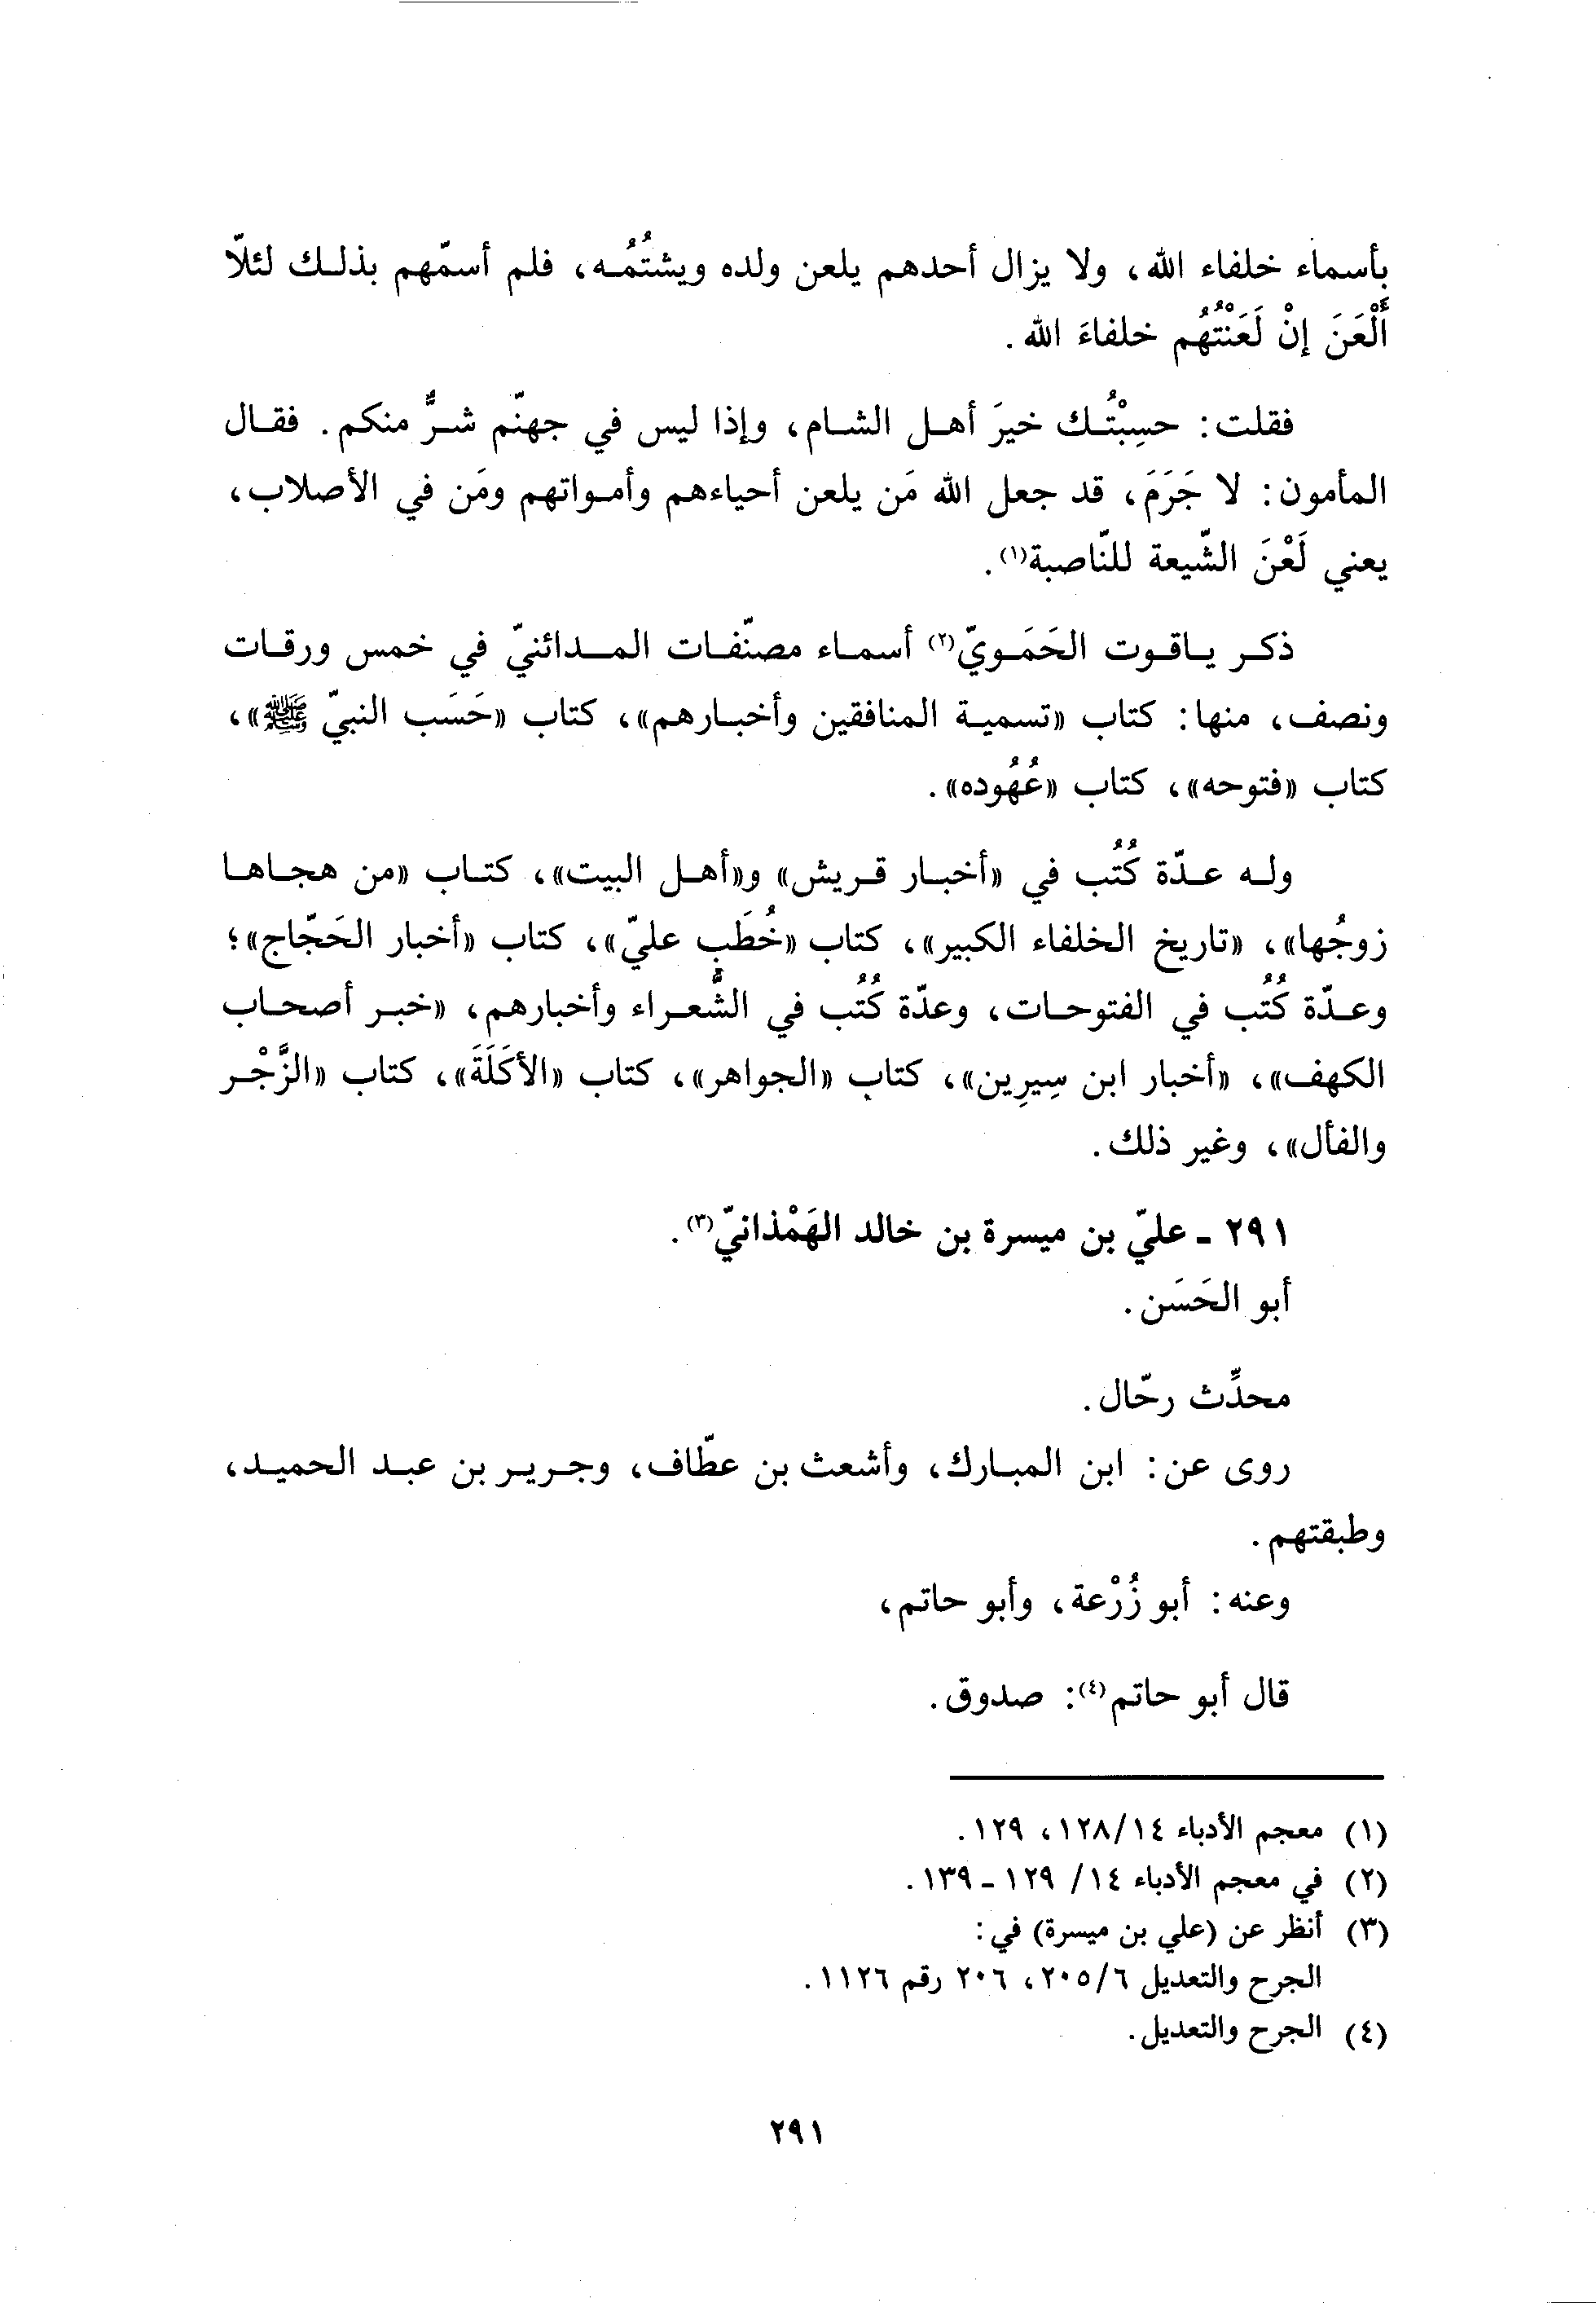 بأسماء خلفاء الله، ولا يزال أحدهم يلعن ولده ويشتُمُـه، فلم أسمّهم بذلك لئلّا
أَلْعَنَ إنْ لَعَنْتُهُم خلفاءَ الله.
فقلت: حسِبْتُك خيرَ أهل الشام، وإذا ليس في جهنّم شرٌّ منكم. فقال
المأمون: لا جَرَمَ، قد جعل الله مَن يلعن أحياءهم وأمواتهم ومَن في الأصلاب،
يعني لَعْنَ الشّيعة للنّاصبة(١).
ذكر ياقوت الحَمَويّ(٢) أسماء مصنّفات المدائنيّ في خمس ورقات
ونصف، منها: كتاب «تسمية المنافقين وأخبارهم»، كتاب «حَسَب النبيّ ﷺ»،
كتاب «فتوحه»، كتاب «عُهُوده».
وله عدّة كُتُب في «أخبار قريش» و«أهل البيت»، كتاب «من هجاها
زوجُها»، «تاريخ الخلفاء الكبير»، كتاب «خُطَب عليّ»، كتاب «أخبار الحَجّاج»؛
وعدّة كُتُب في الفتوحات، وعدّة كُتُب في الشُّعراء وأخبارهم، «خبر أصحاب
الكهف»، «أخبار ابن سِيرِين»، كتاب «الجواهر»، كتاب «الأكَلَةَ»، كتاب «الزَّجْر
والفأل»، وغير ذلك.
٢٩١ - عليّ بن ميسرة بن خالد الهَمْذانيّ(٣).
أبو الحَسَن.
محدِّث رحّال.
روى عن: ابن المبارك، وأشعث بن عطّاف، وجرير بن عبد الحميد،
وطبقتهم.
وعنه: أبو زُرْعة، وأبو حاتم،
قال أبو حاتم(٤): صدوق.
(١) معجم الأدباء ١٢٨/١٤، ١٢٩.
(٢) في معجم الأدباء ١٤/ ١٢٩ - ١٣٩.
(٣) أنظر عن (علي بن ميسرة) في:
الجرح والتعديل ٢٠٥/٦، ٢٠٦ رقم ١١٢٦.
(٤) الجرح والتعديل.
٢٩١